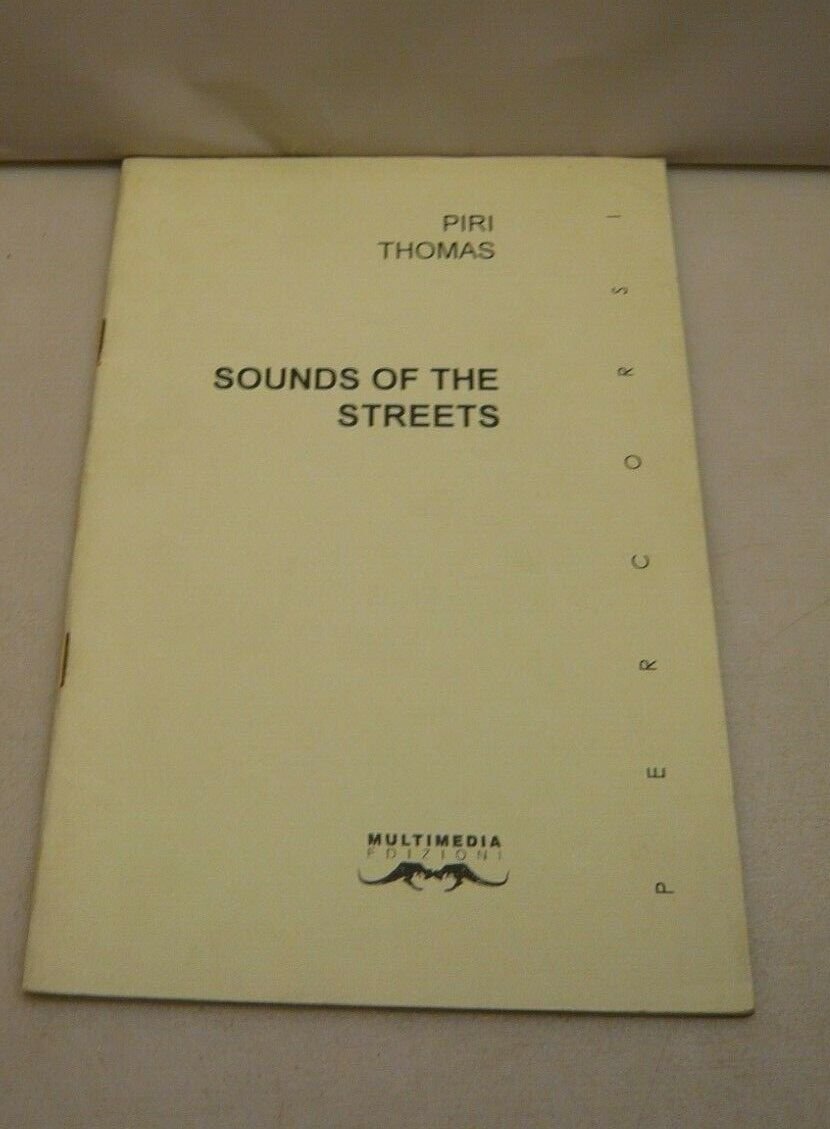 PIRI
THOMAS
SOUNDS OF THE
STREETS
MULTIMEDIA
EDIZIONI
PERCORSI